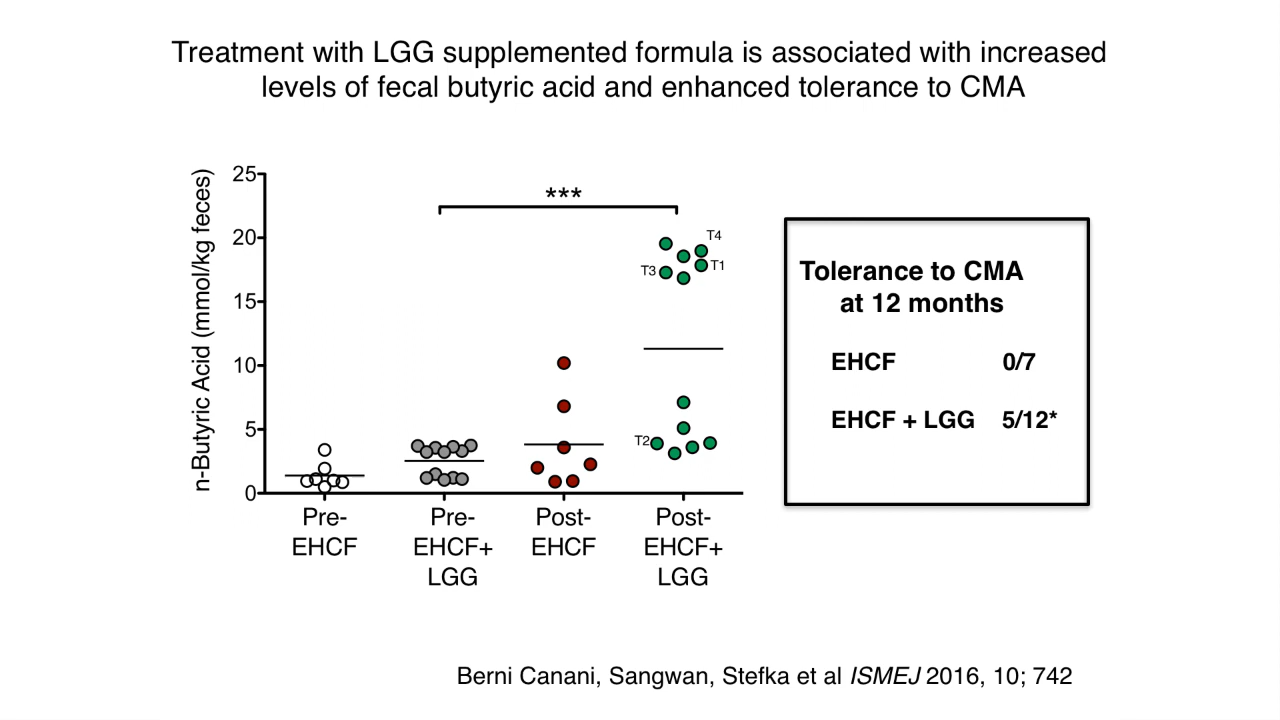 Treatment with LGG supplemented formula is associated with increased
levels of fecal butyric acid and enhanced tolerance to CMA
n-Butyric Acid (mmol/kg feces)
25
20
15
10
5
0
***
T4
T3
T1
T2
Pre-
EHCF
Pre-
EHCF+
LGG
Post-
EHCF
Post-
EHCF+
LGG
Tolerance to CMA
at 12 months
EHCF 0/7
EHCF + LGG 5/12*
Berni Canani, Sangwan, Stefka et al ISMEJ 2016, 10; 742